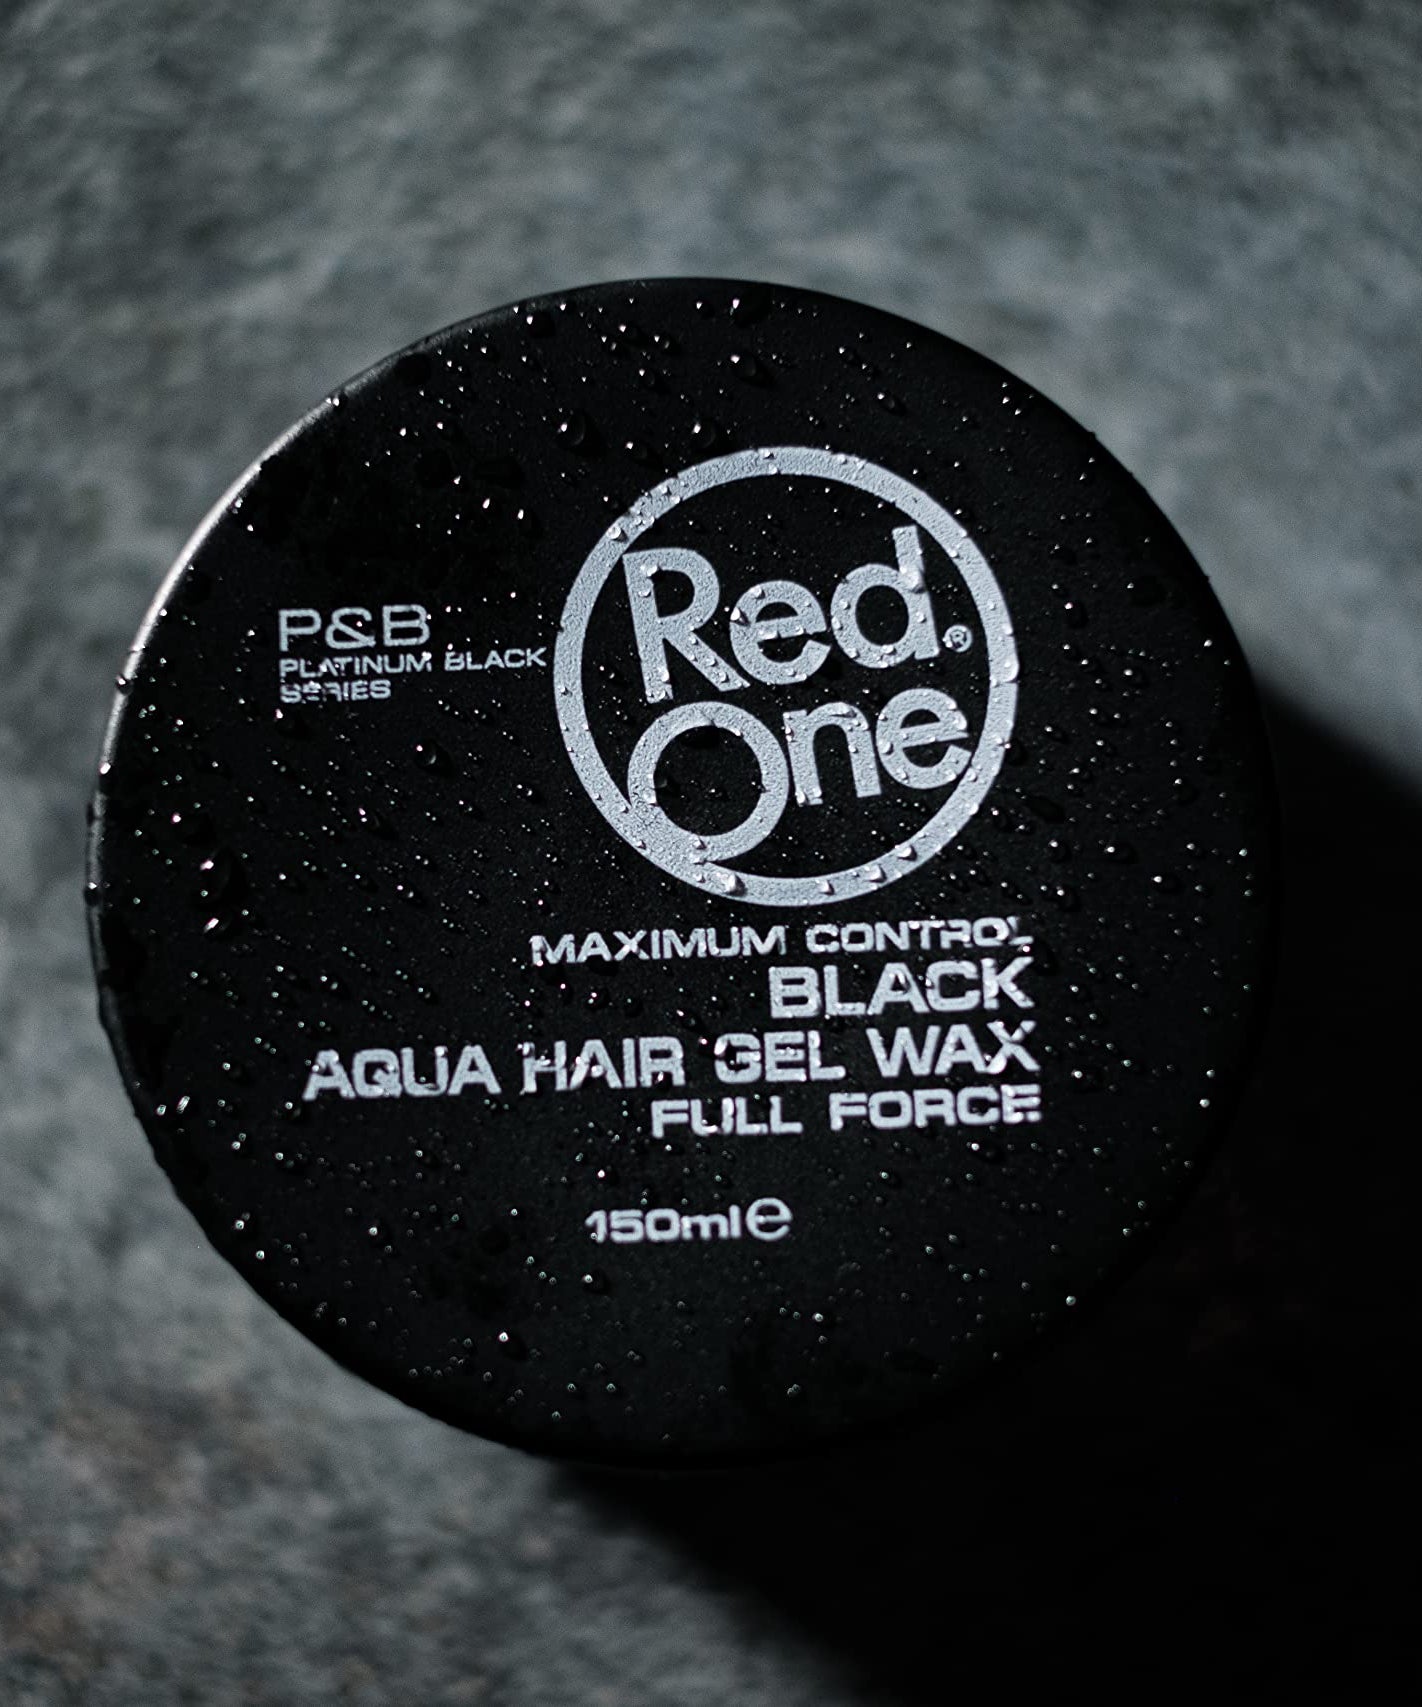 P&B
PLATINUM BLACK
SERIES
Red
One
®
MAXIMUM CONTROL
BLACK
AQUA HAIR GEL WAX
FULL FORCE
150ml e